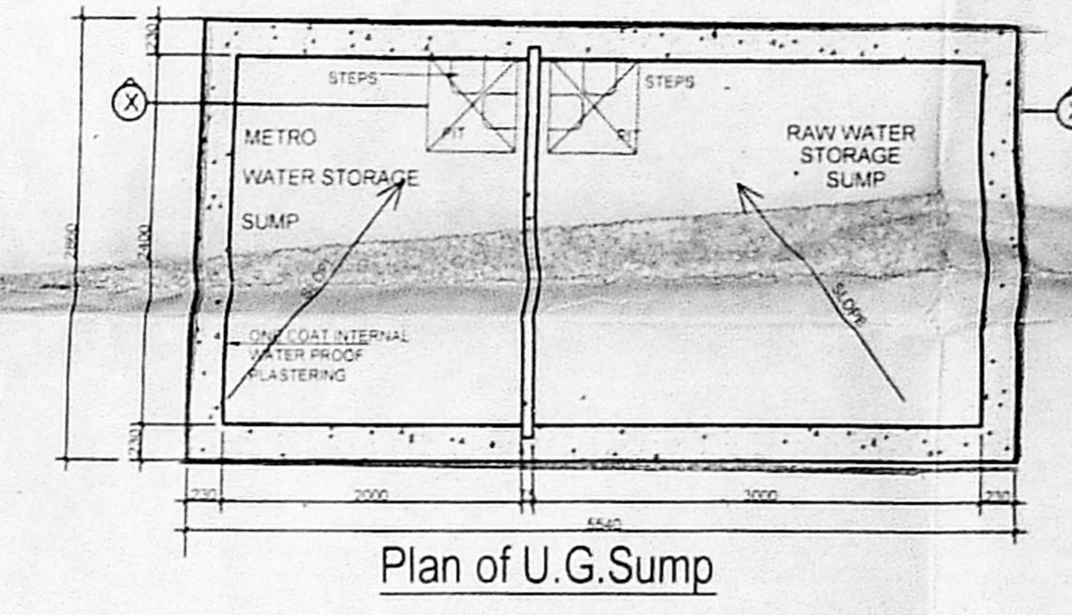 230
STEPS
STEPS
X
PIT
PIT
METRO
WATER STORAGE
SUMP
RAW WATER
STORAGE
SUMP
2860
2400
SLOPE
SLOPE
ONE COAT INTERNAL
WATER PROOF
PLASTERING
230
230
2000
3000
230
5540
Plan of U.G.Sump